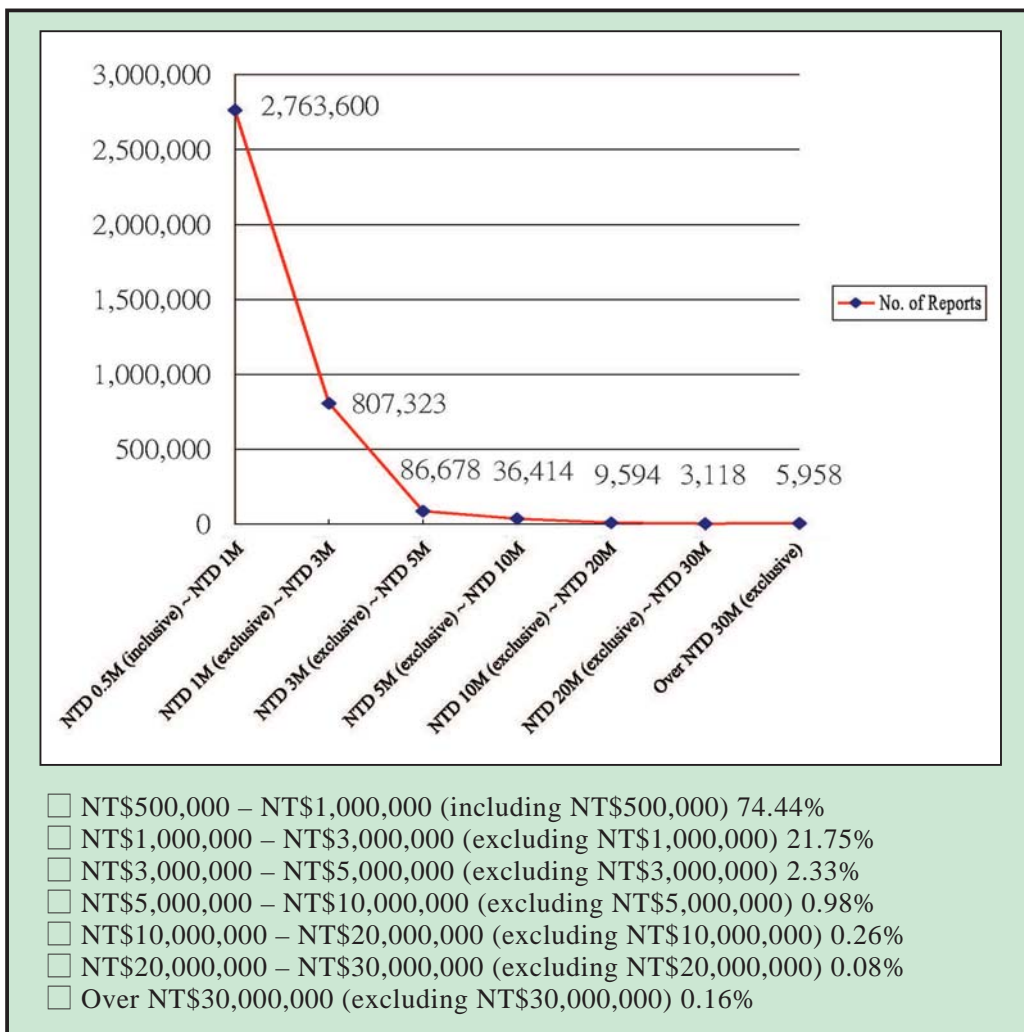 3,000,000
2,763,600
2,500,000
2,000,000
1,500,000
No. of Reports
1,000,000
807,323
500,000
86,678 36,414 9,594 3,118 5,958
0
NTD 0.5M (inclusive) ~ NTD 1M
NTD 1M (exclusive) ~ NTD 3M
NTD 3M (exclusive) ~ NTD 5M
NTD 5M (exclusive) ~ NTD 10M
NTD 10M (exclusive) ~ NTD 20M
NTD 20M (exclusive) ~ NTD 30M
Over NTD 30M (exclusive)
□ NT$500,000 – NT$1,000,000 (including NT$500,000) 74.44%
□ NT$1,000,000 – NT$3,000,000 (excluding NT$1,000,000) 21.75%
□ NT$3,000,000 – NT$5,000,000 (excluding NT$3,000,000) 2.33%
□ NT$5,000,000 – NT$10,000,000 (excluding NT$5,000,000) 0.98%
□ NT$10,000,000 – NT$20,000,000 (excluding NT$10,000,000) 0.26%
□ NT$20,000,000 – NT$30,000,000 (excluding NT$20,000,000) 0.08%
□ Over NT$30,000,000 (excluding NT$30,000,000) 0.16%